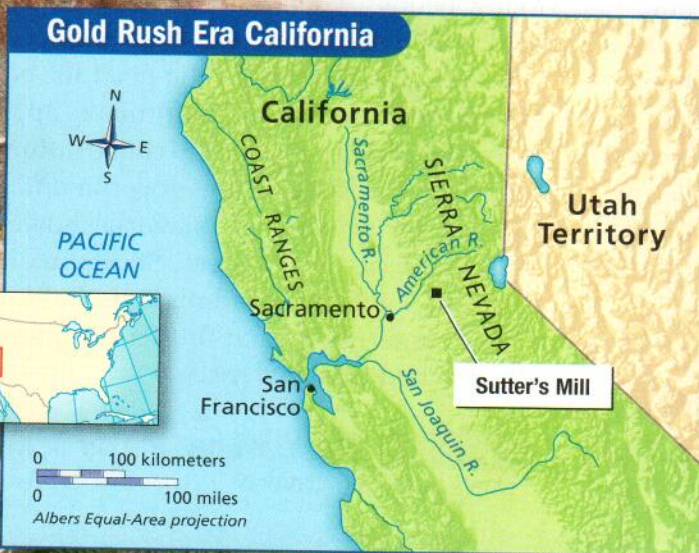 Gold Rush Era California
N
W
E
S
California
COAST RANGES
Sacramento R.
SIERRA NEVADA
American R.
Utah
Territory
PACIFIC
OCEAN
Sacramento
Sutter's Mill
San
Francisco
San Joaquin R.
0 100 kilometers
0 100 miles
Albers Equal-Area projection